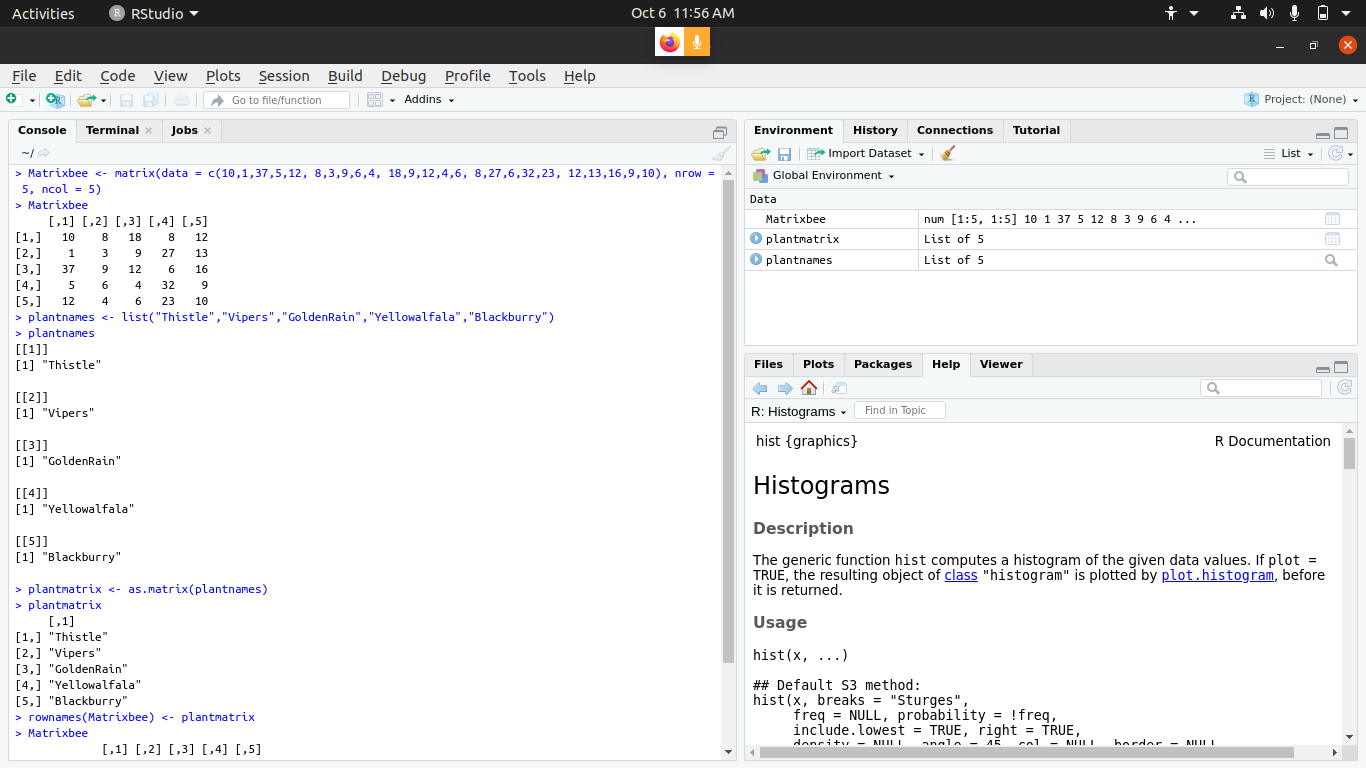 Activities RStudio Oct 6 11:56 AM
File Edit Code View Plots Session Build Debug Profile Tools Help
Go to file/function Addins Project: (None)
Console Terminal Jobs
~/
> Matrixbee <- matrix(data = c(10,1,37,5,12, 8,3,9,6,4, 18,9,12,4,6, 8,27,6,32,23, 12,13,16,9,10), nrow =
5, ncol = 5)
> Matrixbee
[,1] [,2] [,3] [,4] [,5]
[1,] 10 8 18 8 12
[2,] 1 3 9 27 13
[3,] 37 9 12 6 16
[4,] 5 6 4 32 9
[5,] 12 4 6 23 10
> plantnames <- list("Thistle","Vipers","GoldenRain","Yellowalfala","Blackburry")
> plantnames
[[1]]
[1] "Thistle"
[[2]]
[1] "Vipers"
[[3]]
[1] "GoldenRain"
[[4]]
[1] "Yellowalfala"
[[5]]
[1] "Blackburry"
> plantmatrix <- as.matrix(plantnames)
> plantmatrix
[,1]
[1,] "Thistle"
[2,] "Vipers"
[3,] "GoldenRain"
[4,] "Yellowalfala"
[5,] "Blackburry"
> rownames(Matrixbee) <- plantmatrix
> Matrixbee
[,1] [,2] [,3] [,4] [,5]
Environment History Connections Tutorial
Import Dataset List
Global Environment
Data
Matrixbee num [1:5, 1:5] 10 1 37 5 12 8 3 9 6 4 ...
plantmatrix List of 5
plantnames List of 5
Files Plots Packages Help Viewer
R: Histograms Find in Topic
hist {graphics} R Documentation
Histograms
Description
The generic function hist computes a histogram of the given data values. If plot =
TRUE, the resulting object of class "histogram" is plotted by plot.histogram, before
it is returned.
Usage
hist(x, ...)
## Default S3 method:
hist(x, breaks = "Sturges",
freq = NULL, probability = !freq,
include.lowest = TRUE, right = TRUE,
density = NULL, angle = 45, col = NULL, border = NULL